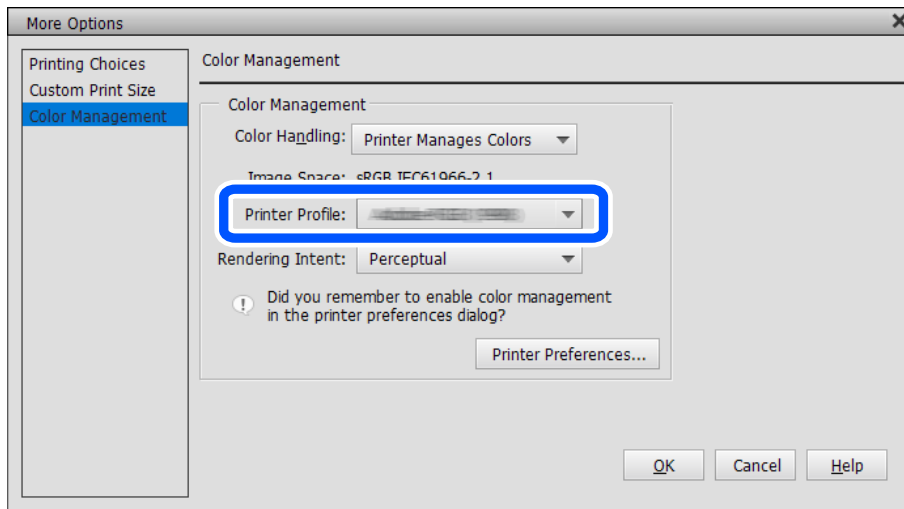 More Options
Printing Choices
Custom Print Size
Color Management
Color Management
Color Management
Color Handling: Printer Manages Colors
Image Space: sRGB IEC61966-2.1
Printer Profile:
Rendering Intent: Perceptual
Did you remember to enable color management
in the printer preferences dialog?
Printer Preferences...
OK Cancel Help